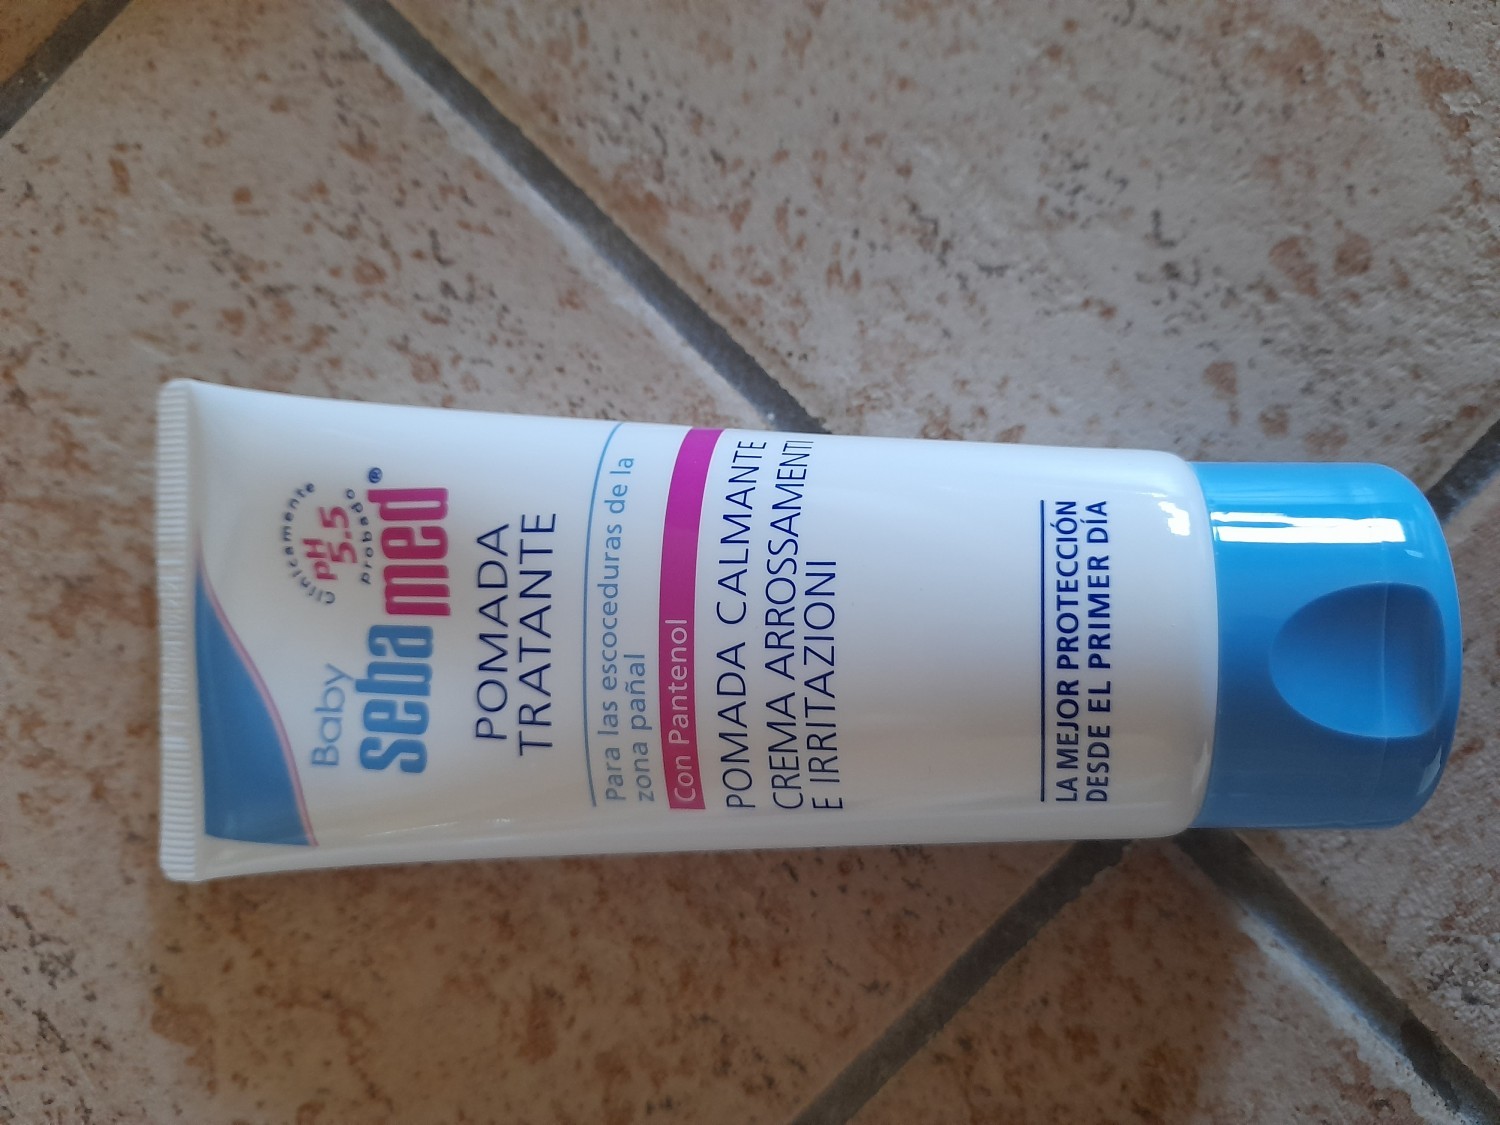 Clínicamente
pH
5.5
probado
Baby
sebamed®
POMADA
TRATANTE
Para las escoceduras de la
zona pañal
Con Pantenol
POMADA CALMANTE
CREMA ARROSSAMENTI
E IRRITAZIONI
LA MEJOR PROTECCIÓN
DESDE EL PRIMER DÍA